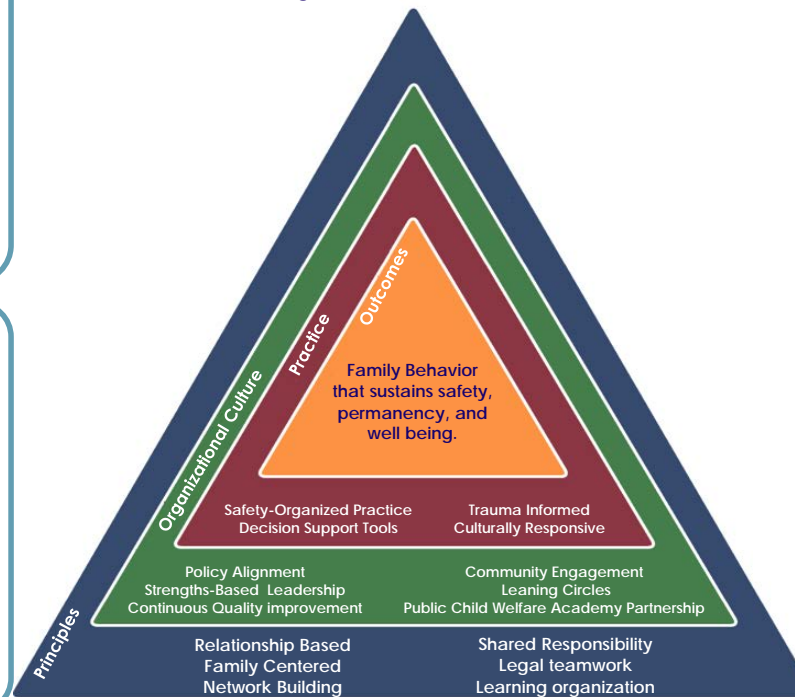 Outcomes
Family Behavior
that sustains safety,
permanency, and
well being.
Practice
Safety-Organized Practice
Decision Support Tools
Trauma Informed
Culturally Responsive
Organizational Culture
Policy Alignment
Strengths-Based Leadership
Continuous Quality improvement
Community Engagement
Leaning Circles
Public Child Welfare Academy Partnership
Principles
Relationship Based
Family Centered
Network Building
Shared Responsibility
Legal teamwork
Learning organization